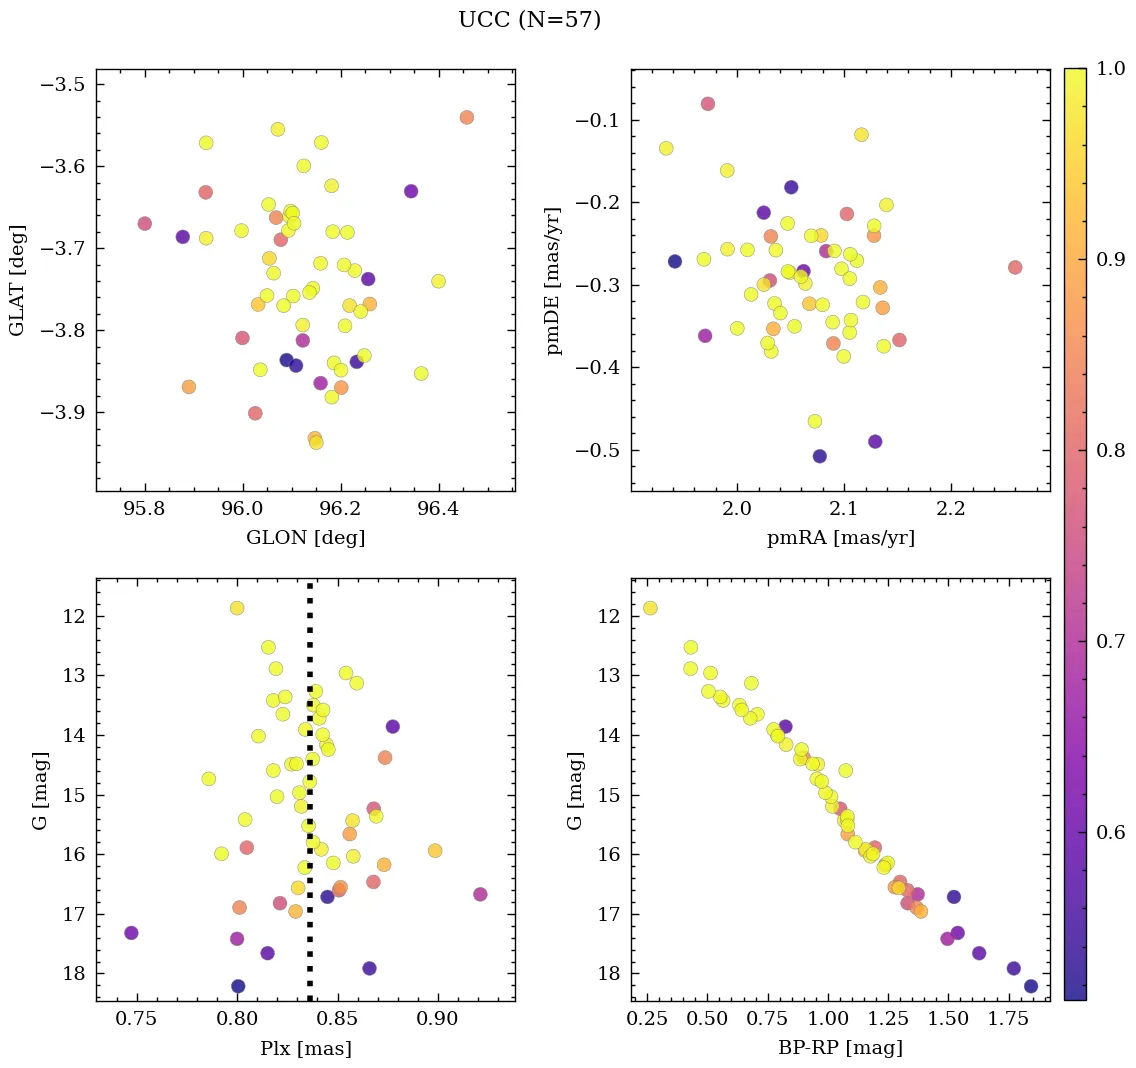 UCC (N=57)
−3.5
−3.6
−3.7
−3.8
−3.9
GLAT [deg]
95.8 96.0 96.2 96.4
GLON [deg]
−0.1
−0.2
−0.3
−0.4
−0.5
pmDE [mas/yr]
2.0 2.1 2.2
pmRA [mas/yr]
12
13
14
15
16
17
18
G [mag]
0.75 0.80 0.85 0.90
Plx [mas]
12
13
14
15
16
17
18
G [mag]
0.25 0.50 0.75 1.00 1.25 1.50 1.75
BP-RP [mag]
1.0
0.9
0.8
0.7
0.6